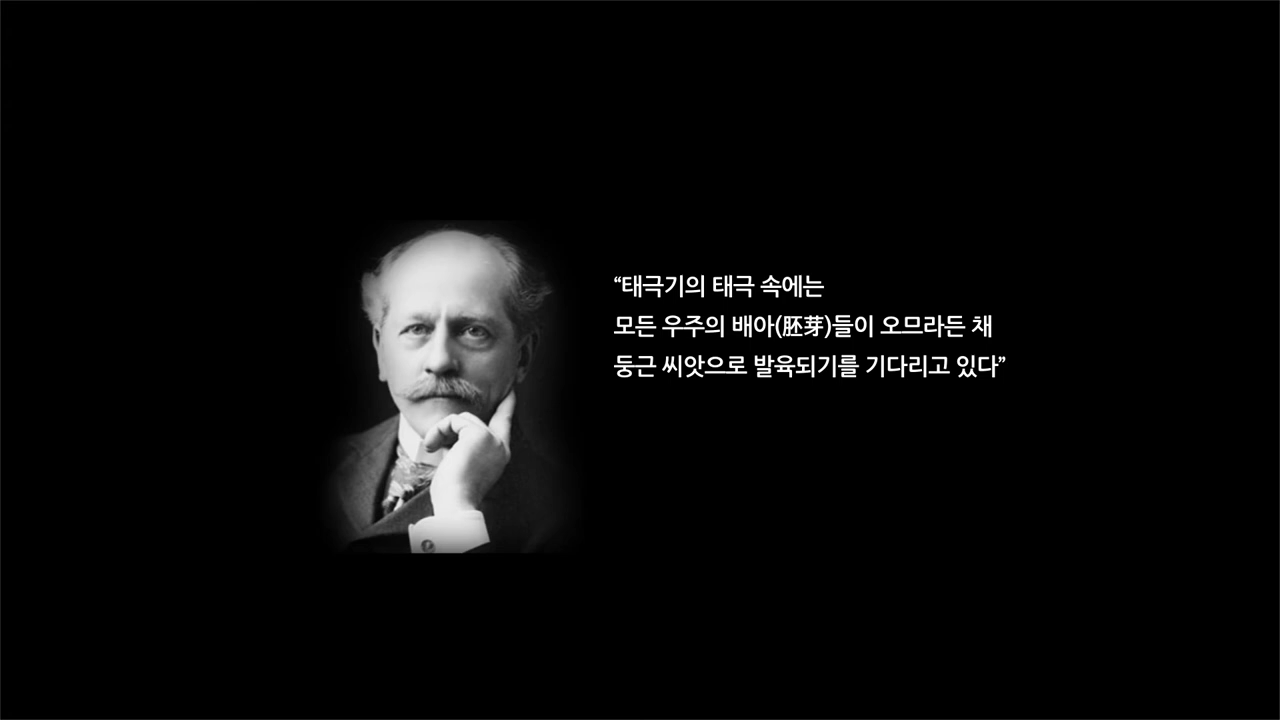 “태극기의 태극 속에는
모든 우주의 배아(胚芽)들이 오므라든 채
둥근 씨앗으로 발육되기를 기다리고 있다”